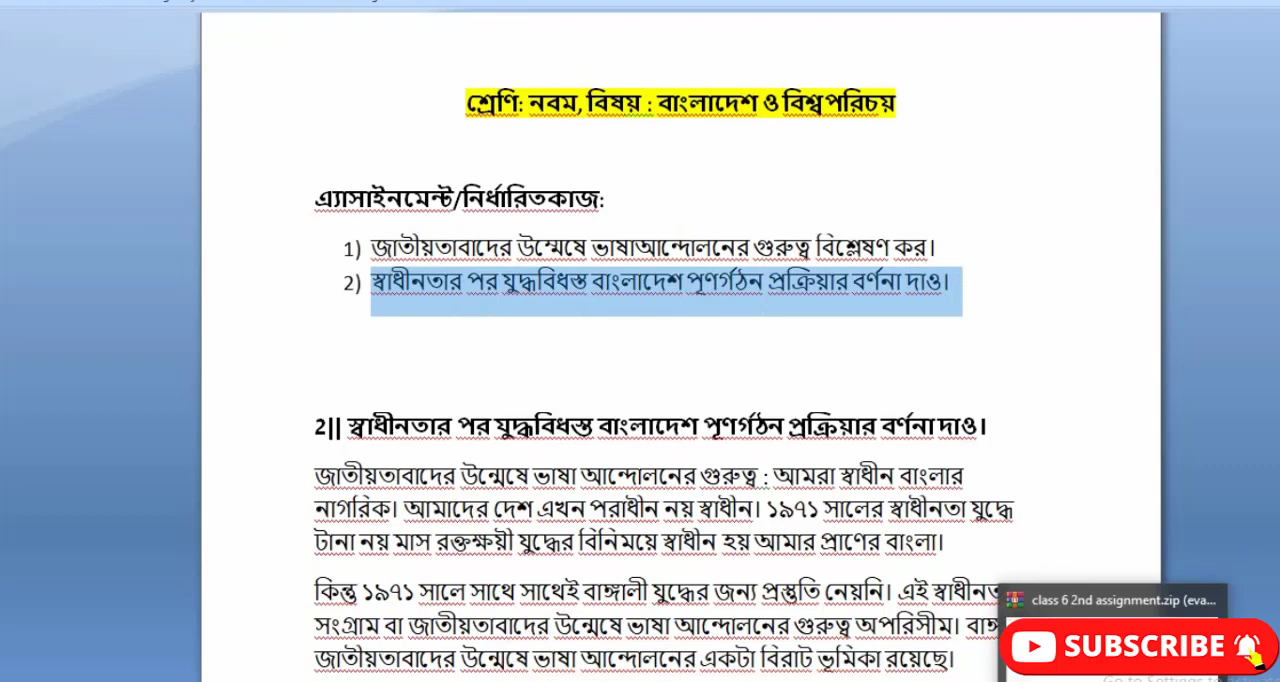 শ্রেণি: নবম, বিষয় : বাংলাদেশ ও বিশ্বপরিচয়
এ্যাসাইনমেন্ট/নির্ধারিতকাজ:
1) জাতীয়তাবাদের উম্মেষে ভাষাআন্দোলনের গুরুত্ব বিশ্লেষণ কর।
2) স্বাধীনতার পর যুদ্ধবিধস্ত বাংলাদেশ পূণর্গঠন প্রক্রিয়ার বর্ণনা দাও।
2|| স্বাধীনতার পর যুদ্ধবিধস্ত বাংলাদেশ পূণর্গঠন প্রক্রিয়ার বর্ণনা দাও।
জাতীয়তাবাদের উন্মেষে ভাষা আন্দোলনের গুরুত্ব : আমরা স্বাধীন বাংলার
নাগরিক। আমাদের দেশ এখন পরাধীন নয় স্বাধীন। ১৯৭১ সালের স্বাধীনতা যুদ্ধে
টানা নয় মাস রক্তক্ষয়ী যুদ্ধের বিনিময়ে স্বাধীন হয় আমার প্রাণের বাংলা।
কিন্তু ১৯৭১ সালে সাথে সাথেই বাঙ্গালী যুদ্ধের জন্য প্রস্তুতি নেয়নি। এই
সংগ্রাম বা জাতীয়তাবাদের উন্মেষে ভাষা আন্দোলনের গুরুত্ব অপরিসীম।
জাতীয়তাবাদের উন্মেষে ভাষা আন্দোলনের একটা বিরাট ভূমিকা রয়েছে।
class 6 2nd assignment.zip (eva...
SUBSCRIBE